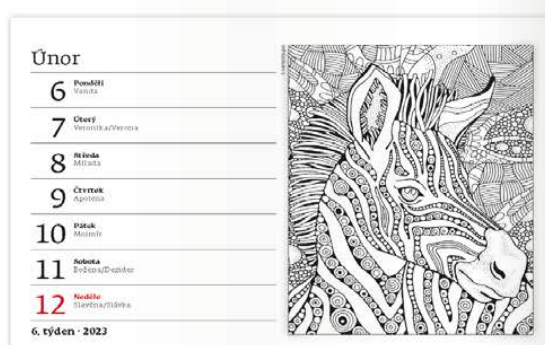 Únor
6 Pondělí
Vanda
7 Úterý
Veronika/Verona
8 Středa
Milada
9 Čtvrtek
Apolena
10 Pátek
Mojmír
11 Sobota
Božena/Dezider
12 Neděle
Slavěna/Slávka
6. týden · 2023